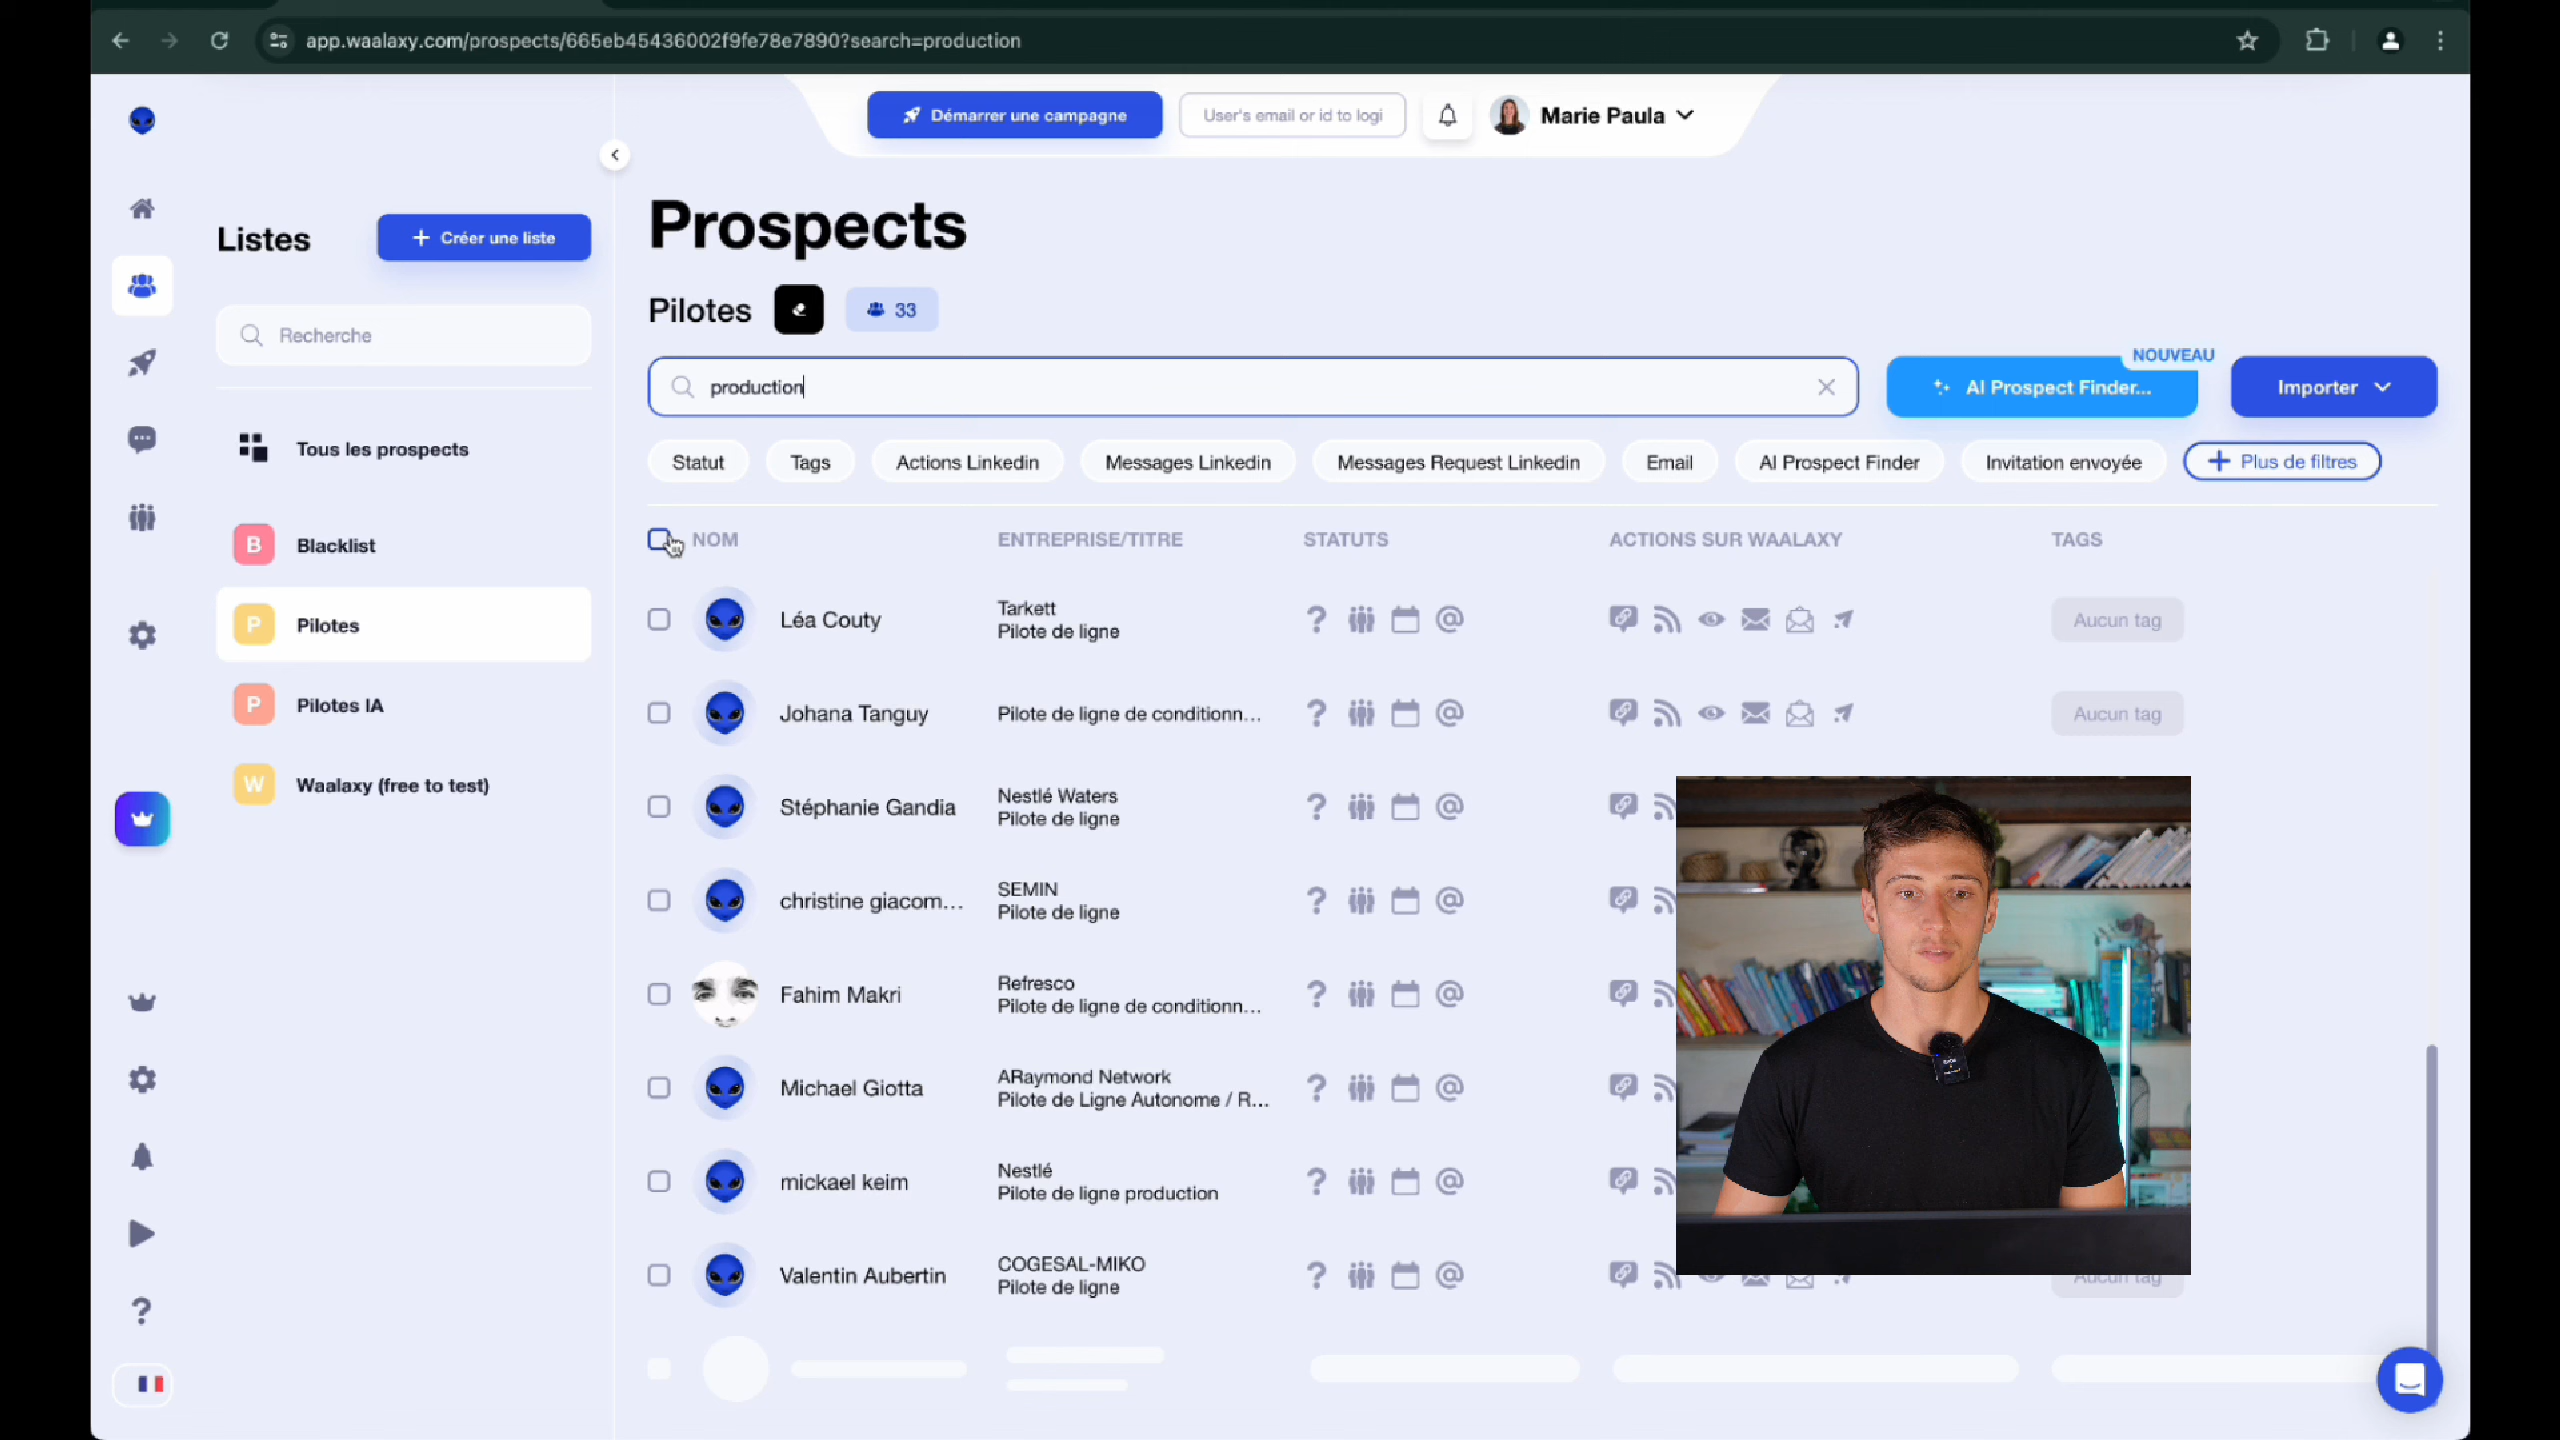 app.waalaxy.com/prospects/665eb45436002f9fe78e7890?search=production
Démarrer une campagne
User's email or id to logi
Marie Paula
Listes
Créer une liste
Recherche
Tous les prospects
B
Blacklist
P
Pilotes
P
Pilotes IA
W
Waalaxy (free to test)
Prospects
Pilotes
33
production
AI Prospect Finder...
NOUVEAU
Importer
Statut
Tags
Actions Linkedin
Messages Linkedin
Messages Request Linkedin
Email
AI Prospect Finder
Invitation envoyée
Plus de filtres
NOM
ENTREPRISE/TITRE
STATUTS
ACTIONS SUR WAALAXY
TAGS
Léa Couty
Tarkett
Pilote de ligne
Aucun tag
Johana Tanguy
Pilote de ligne de conditionn...
Aucun tag
Stéphanie Gandia
Nestlé Waters
Pilote de ligne
christine giacom...
SEMIN
Pilote de ligne
Fahim Makri
Refresco
Pilote de ligne de conditionn...
Michael Giotta
ARaymond Network
Pilote de Ligne Autonome / R...
mickael keim
Nestlé
Pilote de ligne production
Valentin Aubertin
COGESAL-MIKO
Pilote de ligne
Aucun tag